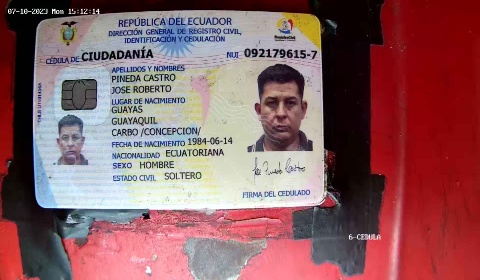 07-10-2023 Mon 15:12:14
REPÚBLICA DEL ECUADOR
DIRECCIÓN GENERAL DE REGISTRO CIVIL,
IDENTIFICACIÓN Y CEDULACIÓN
CÉDULA DE CIUDADANÍA
NUI 092179615-7
APELLIDOS Y NOMBRES
PINEDA CASTRO
JOSE ROBERTO
LUGAR DE NACIMIENTO
GUAYAS
GUAYAQUIL
CARBO /CONCEPCION/
FECHA DE NACIMIENTO 1984-06-14
NACIONALIDAD ECUATORIANA
SEXO HOMBRE
ESTADO CIVIL SOLTERO
FIRMA DEL CEDULADO
6-CEDULA